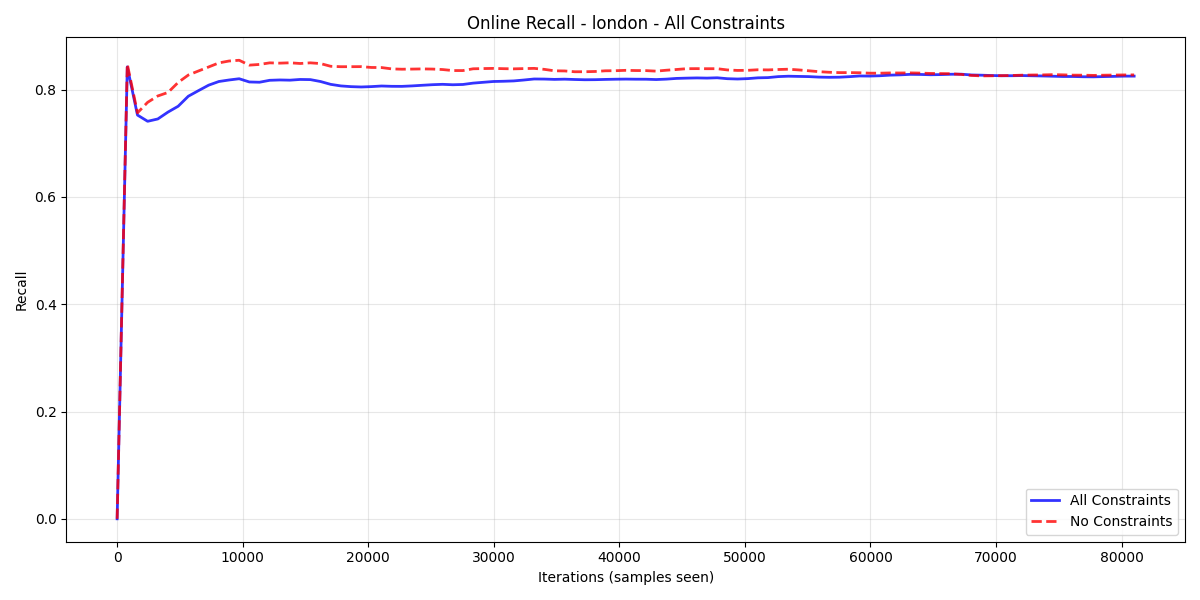 Online Recall - london - All Constraints
Recall
0.8
0.6
0.4
0.2
0.0
0 10000 20000 30000 40000 50000 60000 70000 80000
Iterations (samples seen)
All Constraints
No Constraints